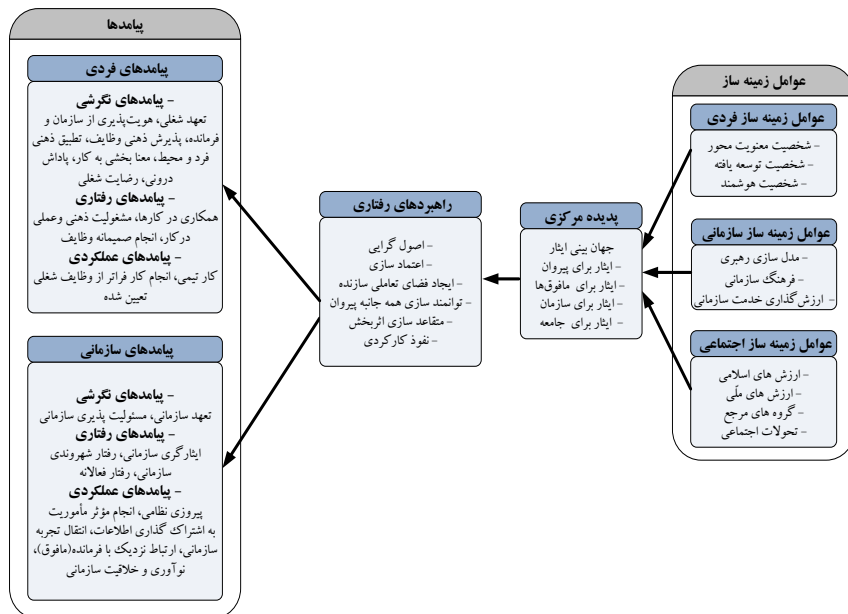 عوامل زمینه ساز
عوامل زمینه ساز فردی
- شخصیت معنویت محور
- شخصیت توسعه یافته
- شخصیت هوشمند
عوامل زمینه ساز سازمانی
- مدل سازی رهبری
- فرهنگ سازمانی
- ارزش‌گذاری خدمت سازمانی
عوامل زمینه ساز اجتماعی
- ارزش های اسلامی
- ارزش های ملّی
- گروه های مرجع
- تحولات اجتماعی
پدیده مرکزی
جهان بینی ایثار
- ایثار برای پیروان
- ایثار برای مافوق‌ها
- ایثار برای سازمان
- ایثار برای جامعه
راهبردهای رفتاری
- اصول گرایی
- اعتماد سازی
- ایجاد فضای تعاملی سازنده
- توانمند سازی همه جانبه پیروان
- متقاعد سازی اثربخش
- نفوذ کارکردی
پیامدها
پیامدهای فردی
- پیامدهای نگرشی
تعهد شغلی، هویت‌پذیری از سازمان و
فرمانده، پذیرش ذهنی وظایف، تطبیق ذهنی
فرد و محیط، معنا بخشی به کار، پاداش
درونی، رضایت شغلی
- پیامدهای رفتاری
همکاری در کارها، مشغولیت ذهنی وعملی
درکار، انجام صمیمانه وظایف
- پیامدهای عملکردی
کار تیمی، انجام کار فراتر از وظایف شغلی
تعیین شده
پیامدهای سازمانی
- پیامدهای نگرشی
تعهد سازمانی، مسئولیت پذیری سازمانی
- پیامدهای رفتاری
ایثارگری سازمانی، رفتار شهروندی
سازمانی، رفتار فعالانه
- پیامدهای عملکردی
پیروزی نظامی، انجام مؤثر مأموریت
به اشتراک گذاری اطلاعات، انتقال تجربه
سازمانی، ارتباط نزدیک با فرمانده(مافوق)،
نوآوری و خلاقیت سازمانی